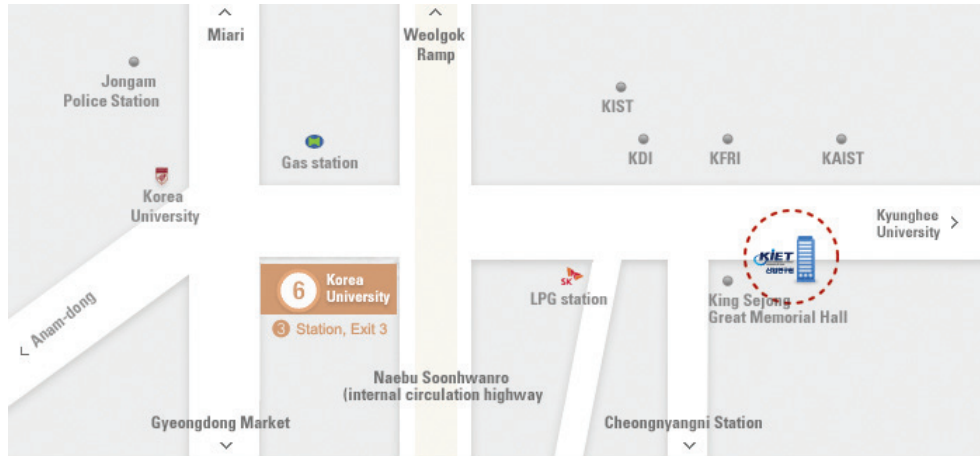 Miari
Weolgok
Ramp
Jongam
Police Station
KIST
Gas station
KDI
KFRI
KAIST
Korea
University
Kyunghee
University
KIET
6
Korea
University
3 Station, Exit 3
SK
LPG station
King Sejong
Great Memorial Hall
Anam-dong
Naebu Soonhwanro
(internal circulation highway
Gyeongdong Market
Cheongnyangni Station